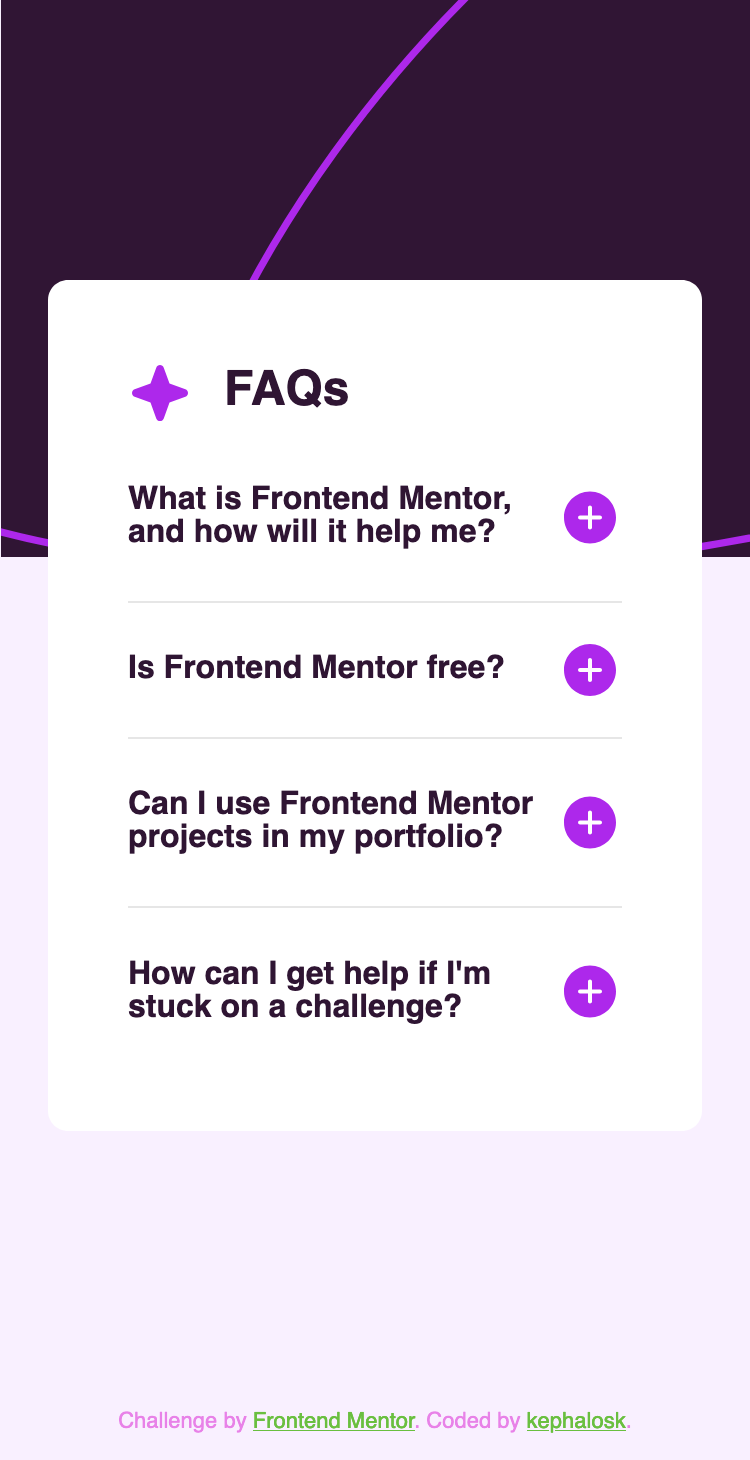 FAQs
What is Frontend Mentor,
and how will it help me?
Is Frontend Mentor free?
Can I use Frontend Mentor
projects in my portfolio?
How can I get help if I'm
stuck on a challenge?
Challenge by Frontend Mentor. Coded by kephalosk.